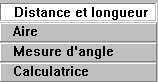 Distance et longueur
Aire
Mesure d'angle
Calculatrice